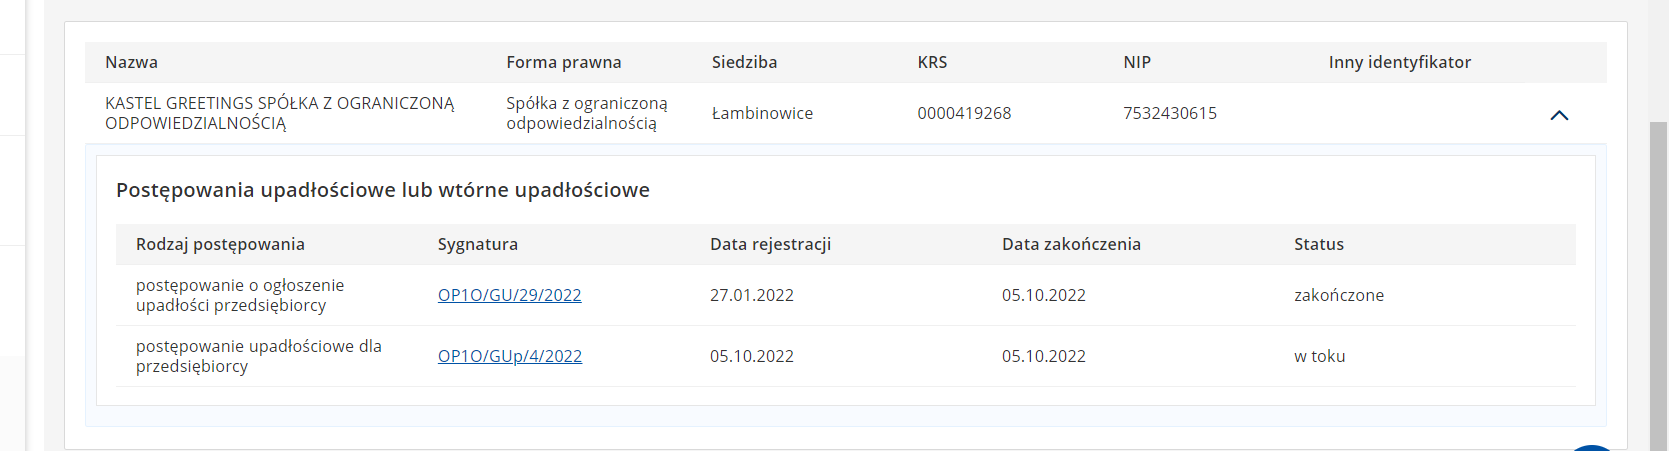 Nazwa Forma prawna Siedziba KRS NIP Inny identyfikator
KASTEL GREETINGS SPÓŁKA Z OGRANICZONĄ
ODPOWIEDZIALNOŚCIĄ
Spółka z ograniczoną
odpowiedzialnością
Łambinowice
0000419268
7532430615
Postępowania upadłościowe lub wtórne upadłościowe
Rodzaj postępowania Sygnatura Data rejestracji Data zakończenia Status
postępowanie o ogłoszenie
upadłości przedsiębiorcy
OP1O/GU/29/2022
27.01.2022
05.10.2022
zakończone
postępowanie upadłościowe dla
przedsiębiorcy
OP1O/GUp/4/2022
05.10.2022
05.10.2022
w toku